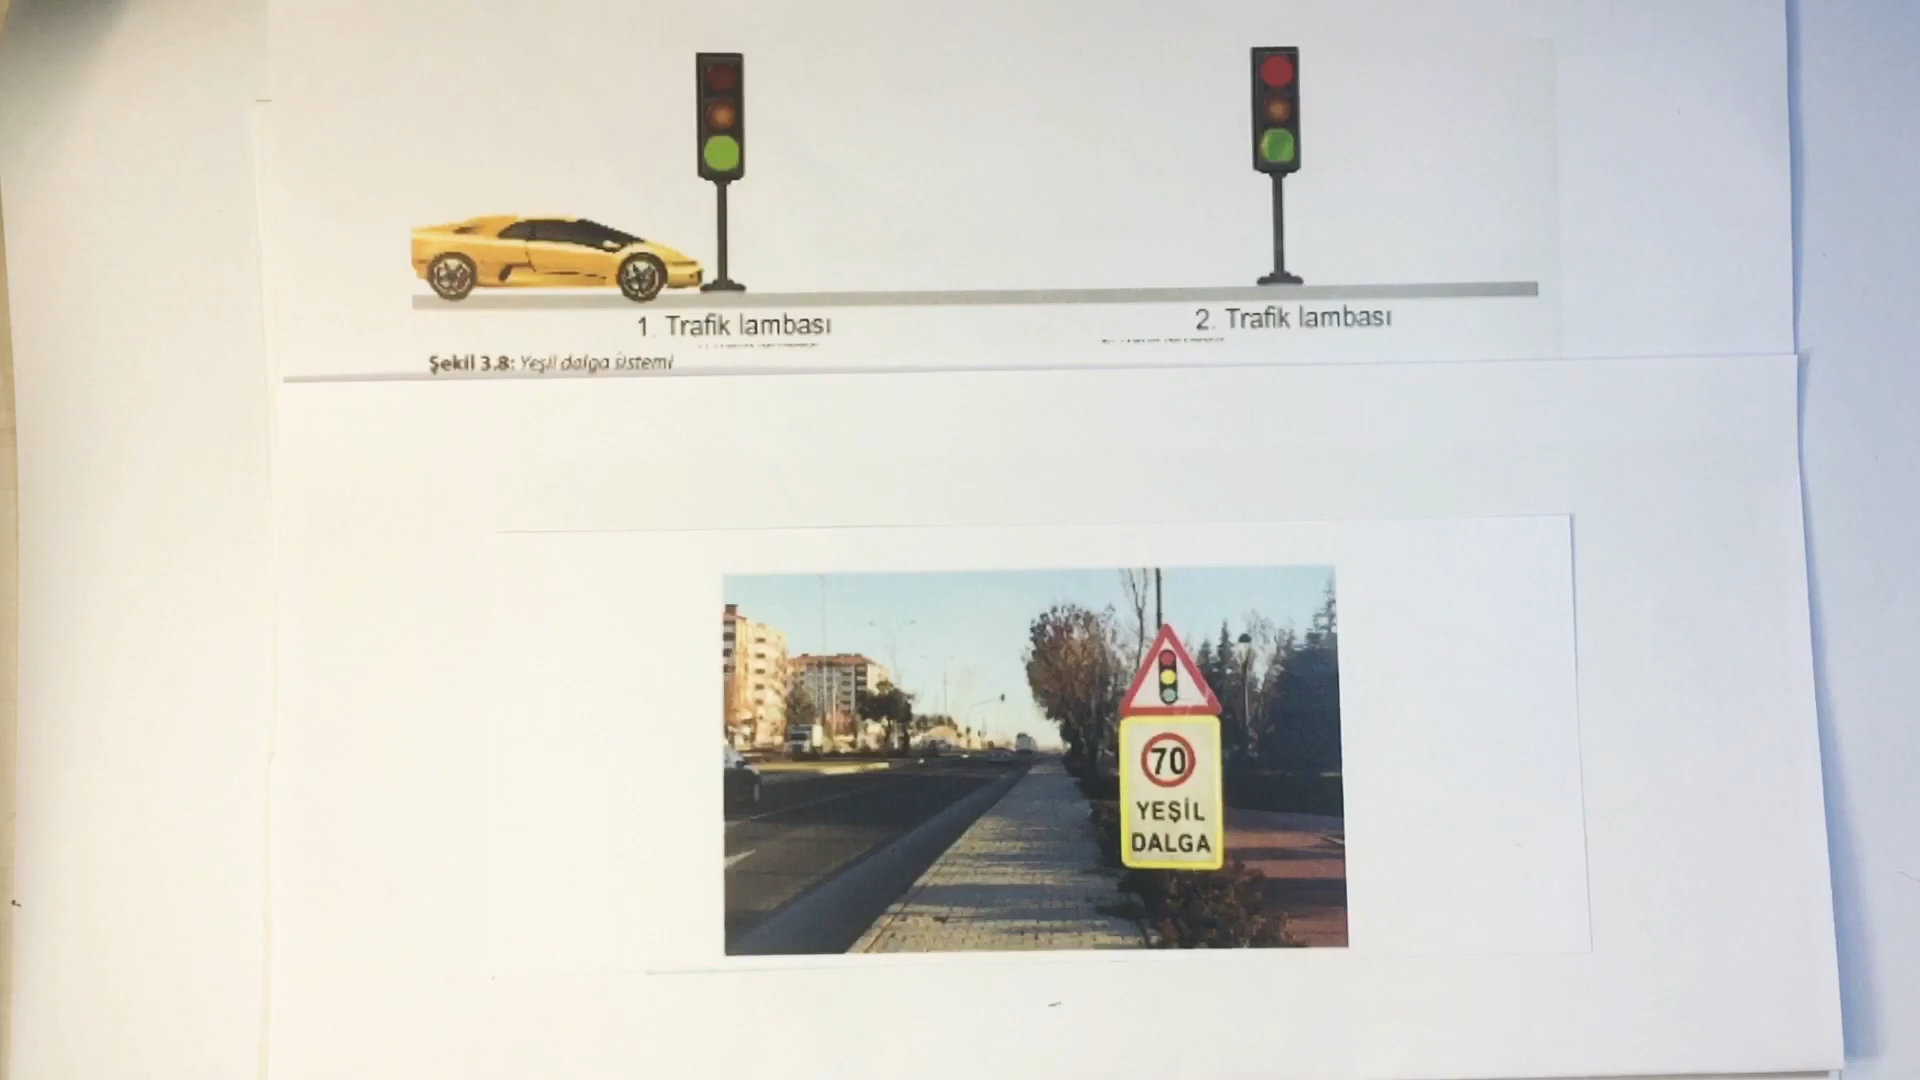 1. Trafik lambası
2. Trafik lambası
Şekil 3.8: Yeşil dalga sistemi
70
YEŞİL
DALGA